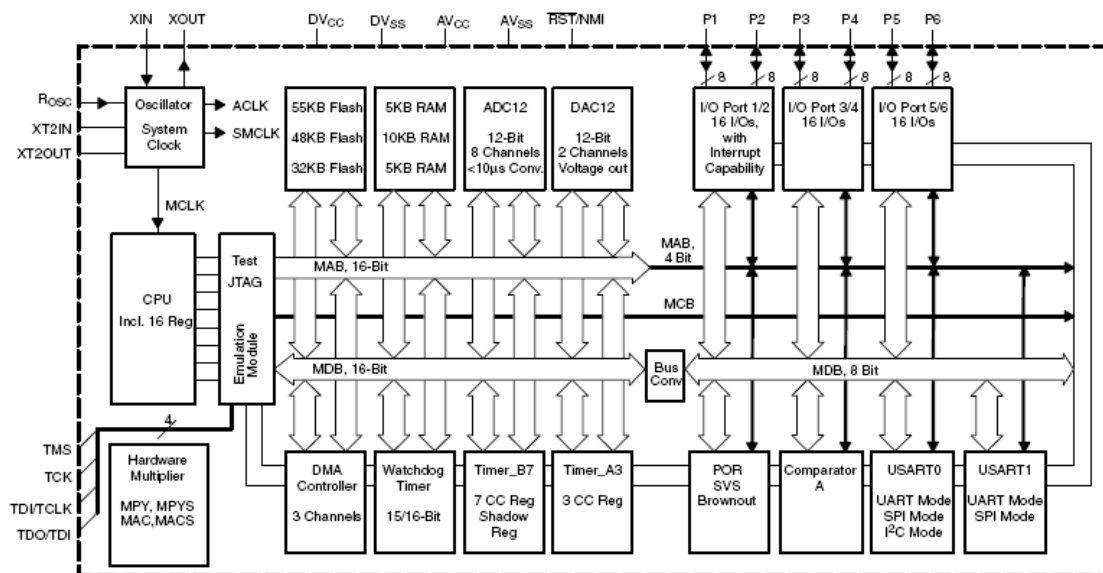 XIN
XOUT
DVCC
DVSS
AVCC
AVSS
RST/NMI
P1
P2
P3
P4
P5
P6
8
8
8
8
8
8
ROSC
XT2IN
XT2OUT
Oscillator
System
Clock
ACLK
SMCLK
MCLK
55KB Flash
48KB Flash
32KB Flash
5KB RAM
10KB RAM
5KB RAM
ADC12
12-Bit
8 Channels
<10µs Conv.
DAC12
12-Bit
2 Channels
Voltage out
I/O Port 1/2
16 I/Os,
with
Interrupt
Capability
I/O Port 3/4
16 I/Os
I/O Port 5/6
16 I/Os
CPU
Incl. 16 Reg
Test
JTAG
Emulation
Module
MAB, 16-Bit
MAB,
4 Bit
MCB
MDB, 16-Bit
Bus
Conv
MDB, 8 Bit
4
TMS
TCK
TDI/TCLK
TDO/TDI
Hardware
Multiplier
MPY, MPYS
MAC,MACS
DMA
Controller
3 Channels
Watchdog
Timer
15/16-Bit
Timer_B7
7 CC Reg
Shadow
Reg
Timer_A3
3 CC Reg
POR
SVS
Brownout
Comparator
A
USART0
UART Mode
SPI Mode
I²C Mode
USART1
UART Mode
SPI Mode